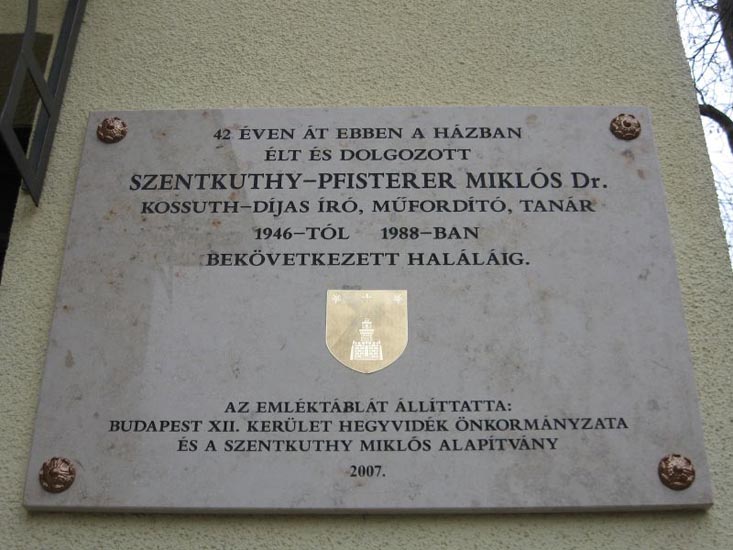 42 ÉVEN ÁT EBBEN A HÁZBAN
ÉLT ÉS DOLGOZOTT
SZENTKUTHY-PFISTERER MIKLÓS Dr.
KOSSUTH-DÍJAS ÍRÓ, MŰFORDÍTÓ, TANÁR
1946-TÓL 1988-BAN
BEKÖVETKEZETT HALÁLÁIG.
AZ EMLÉKTÁBLÁT ÁLLÍTTATTA:
BUDAPEST XII. KERÜLET HEGYVIDÉK ÖNKORMÁNYZATA
ÉS A SZENTKUTHY MIKLÓS ALAPÍTVÁNY
2007.